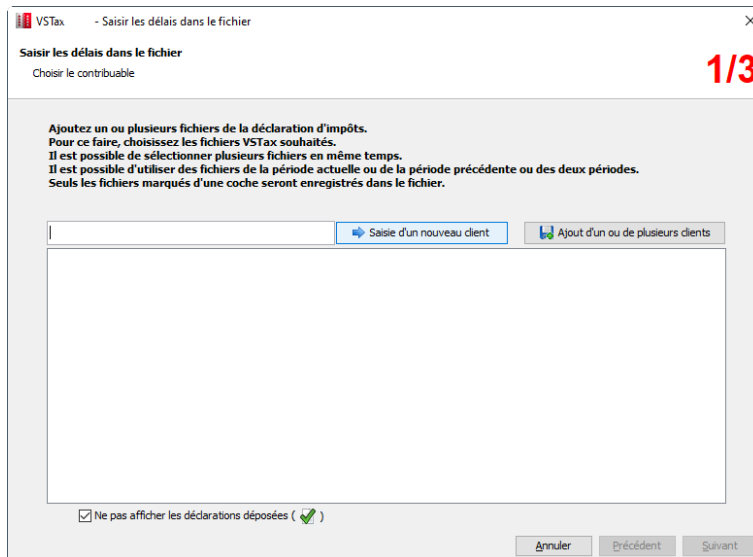 VSTax - Saisir les délais dans le fichier
Saisir les délais dans le fichier
Choisir le contribuable
1/3
Ajoutez un ou plusieurs fichiers de la déclaration d'impôts.
Pour ce faire, choisissez les fichiers VSTax souhaités.
Il est possible de sélectionner plusieurs fichiers en même temps.
Il est possible d'utiliser des fichiers de la période actuelle ou de la période précédente ou des deux périodes.
Seuls les fichiers marqués d'une coche seront enregistrés dans le fichier.
Saisie d'un nouveau client
Ajout d'un ou de plusieurs clients
Ne pas afficher les déclarations déposées ( )
Annuler Précédent Suivant